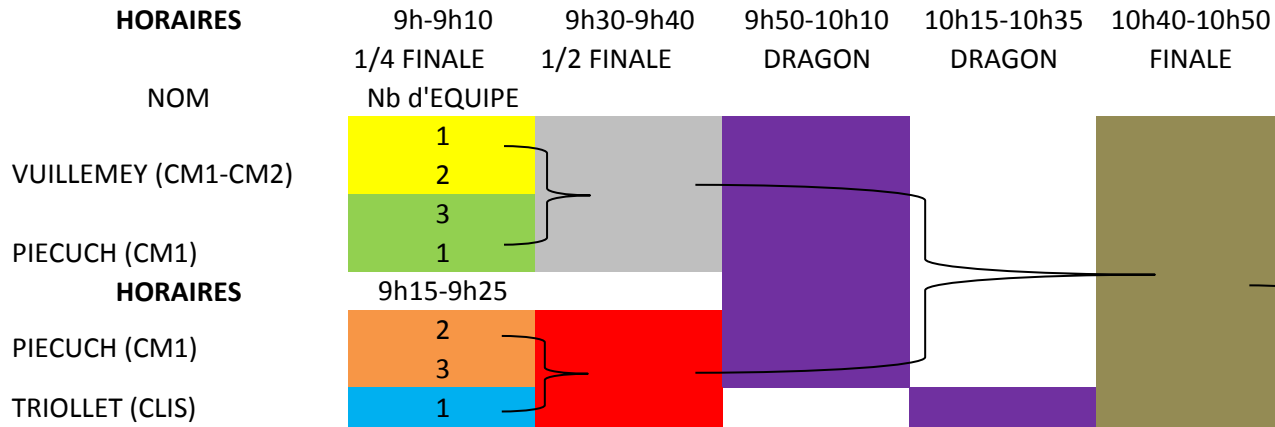 HORAIRES 9h-9h10 9h30-9h40 9h50-10h10 10h15-10h35 10h40-10h50
1/4 FINALE 1/2 FINALE DRAGON DRAGON FINALE
NOM Nb d'EQUIPE
1
VUILLEMEY (CM1-CM2) 2
3
PIECUCH (CM1) 1
HORAIRES 9h15-9h25
2
PIECUCH (CM1)
3
TRIOLLET (CLIS) 1